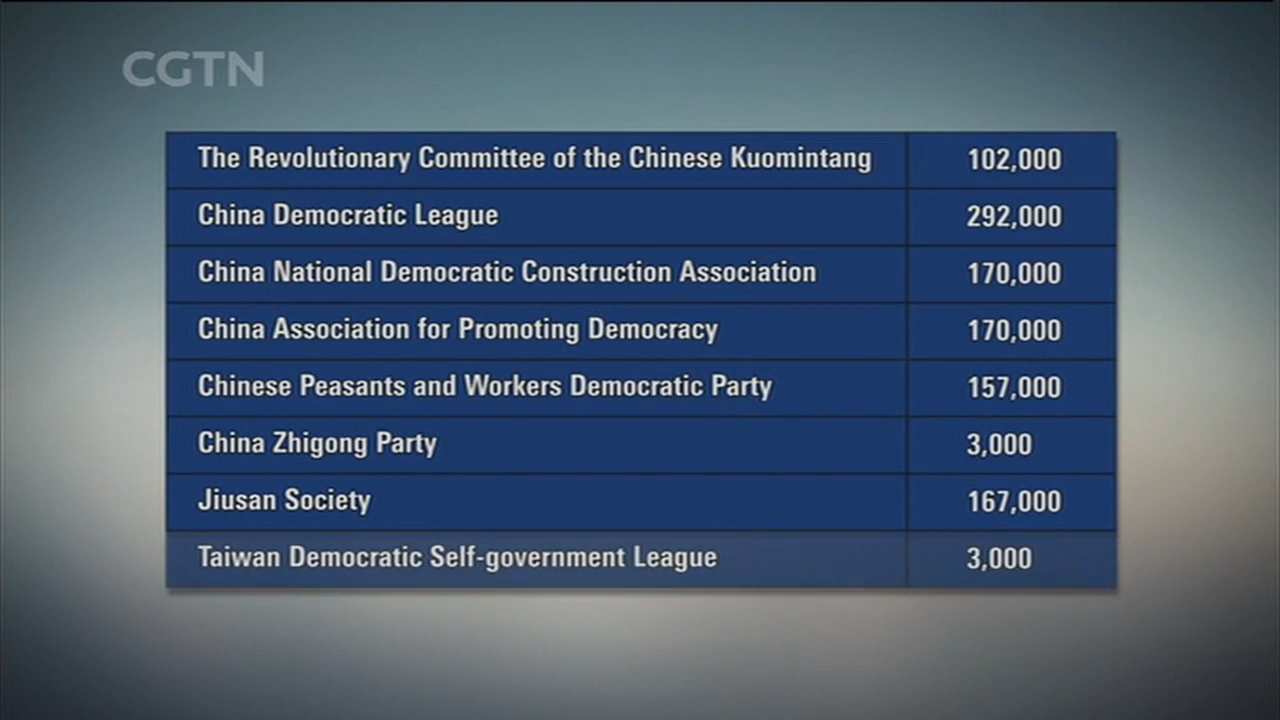 CGTN
The Revolutionary Committee of the Chinese Kuomintang 102,000
China Democratic League 292,000
China National Democratic Construction Association 170,000
China Association for Promoting Democracy 170,000
Chinese Peasants and Workers Democratic Party 157,000
China Zhigong Party 3,000
Jiusan Society 167,000
Taiwan Democratic Self-government League 3,000